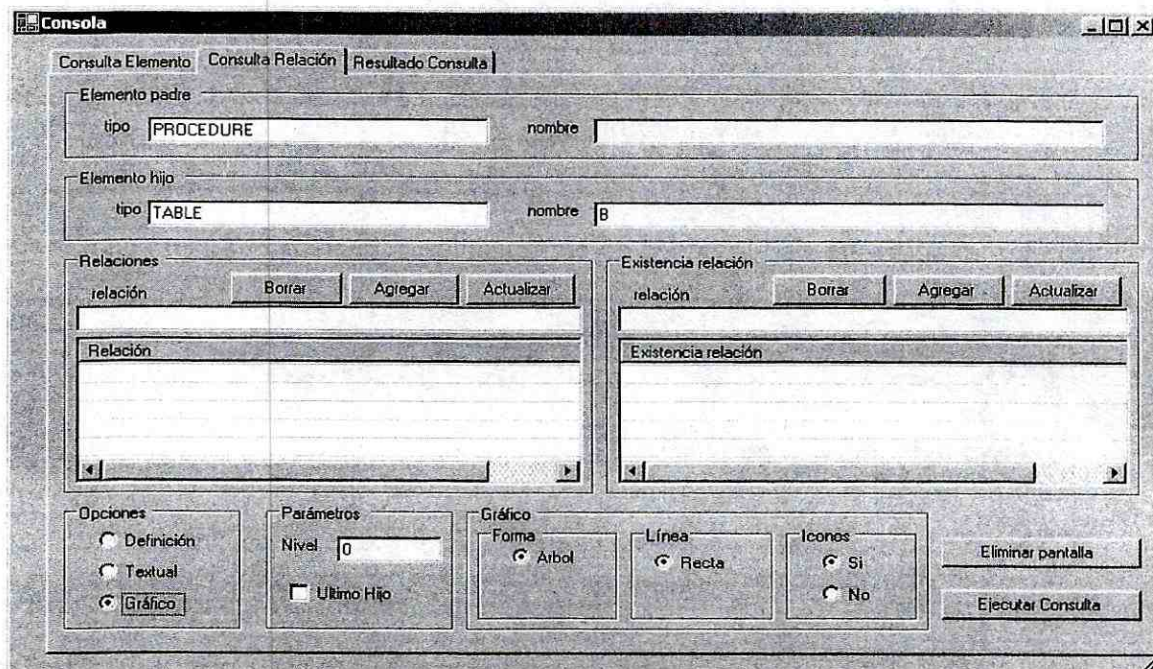 Consola
Consulta Elemento Consulta Relación Resultado Consulta
Elemento padre
tipo PROCEDURE nombre
Elemento hijo
tipo TABLE nombre B
Relaciones
relación Borrar Agregar Actualizar
Relación
Existencia relación
relación Borrar Agregar Actualizar
Existencia relación
Opciones
Definición
Textual
Gráfico
Parámetros
Nivel 0
Ultimo Hijo
Gráfico
Forma
Arbol
Línea
Recta
Iconos
Si
No
Eliminar pantalla
Ejecutar Consulta